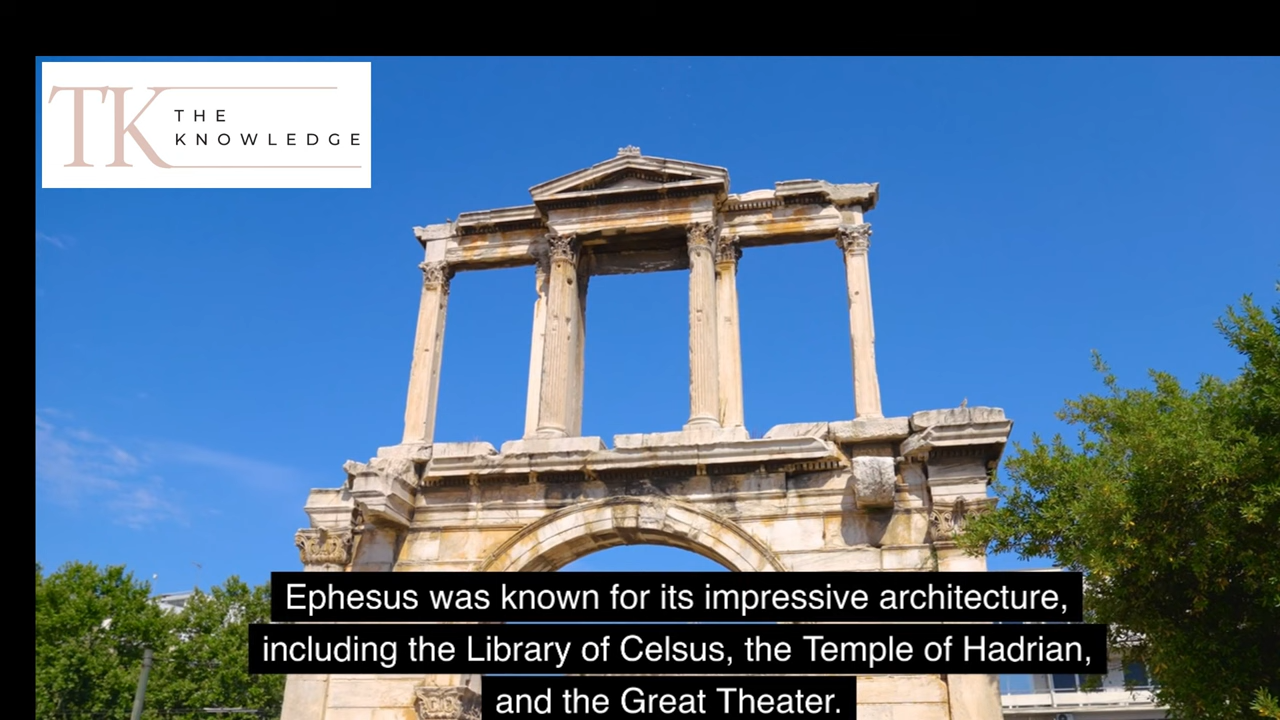 TK
THE
KNOWLEDGE
Ephesus was known for its impressive architecture,
including the Library of Celsus, the Temple of Hadrian,
and the Great Theater.